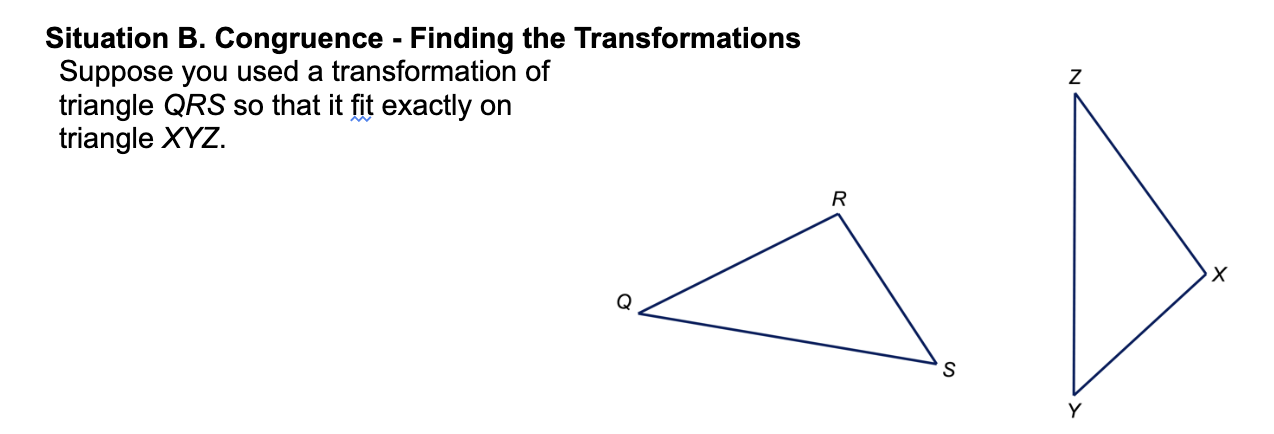 Situation B. Congruence - Finding the Transformations
Suppose you used a transformation of
triangle QRS so that it fit exactly on
triangle XYZ.
Z
R
X
Q
S
Y